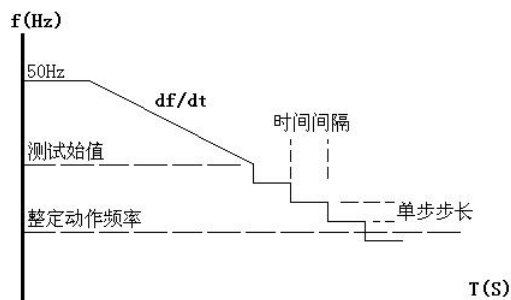 f(Hz)
50Hz
df/dt
时间间隔
测试始值
单步步长
整定动作频率
T(S)